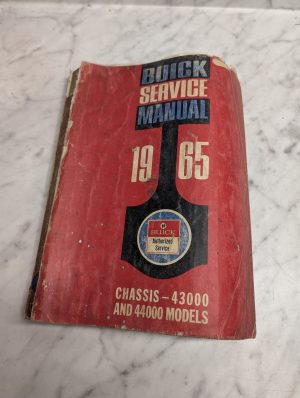 BUICK
SERVICE
MANUAL
19 65
BUICK
Authorized
Service
CHASSIS-43000
AND 44000 MODELS